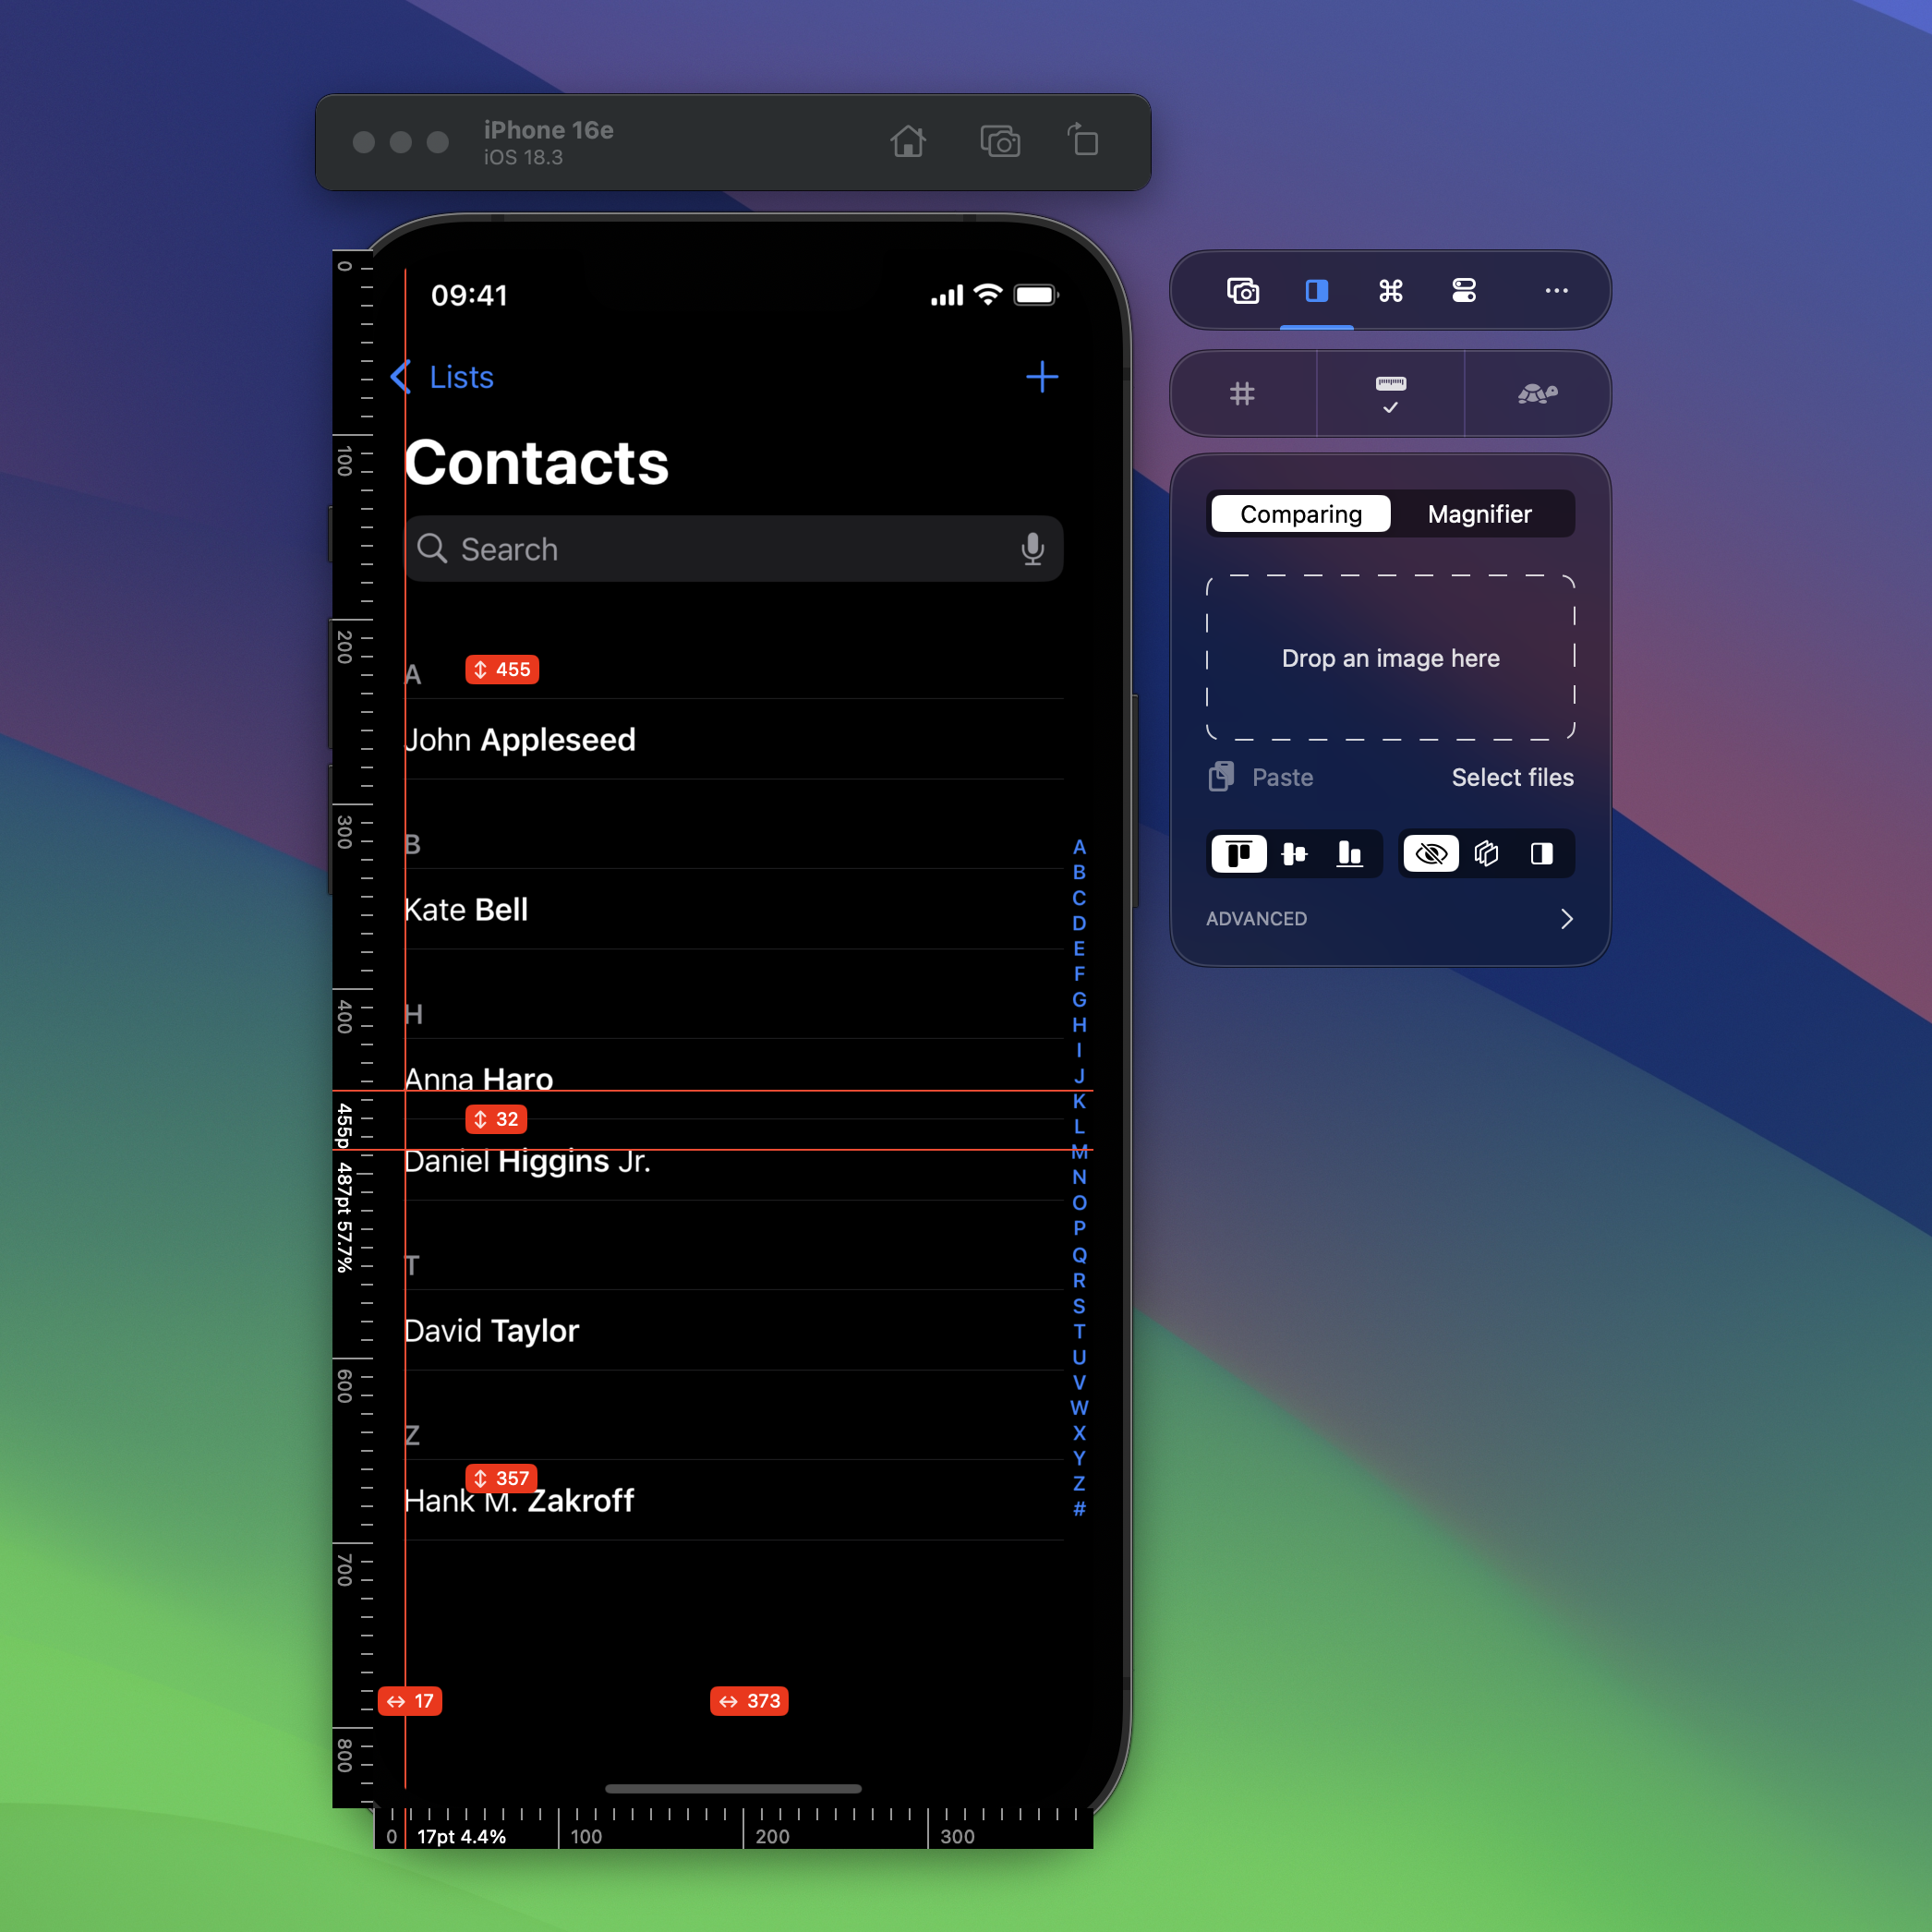 iPhone 16e
iOS 18.3
09:41
Lists
Contacts
Search
A
455
John Appleseed
B
Kate Bell
H
Anna Haro
32
Daniel Higgins Jr.
T
David Taylor
Z
357
Hank M. Zakroff
A
B
C
D
E
F
G
H
I
J
K
L
M
N
O
P
Q
R
S
T
U
V
W
X
Y
Z
#
17
373
0
100
200
300
400
455p
487pt 57.7%
600
700
800
0
17pt 4.4%
100
200
300
Comparing
Magnifier
Drop an image here
Paste
Select files
ADVANCED